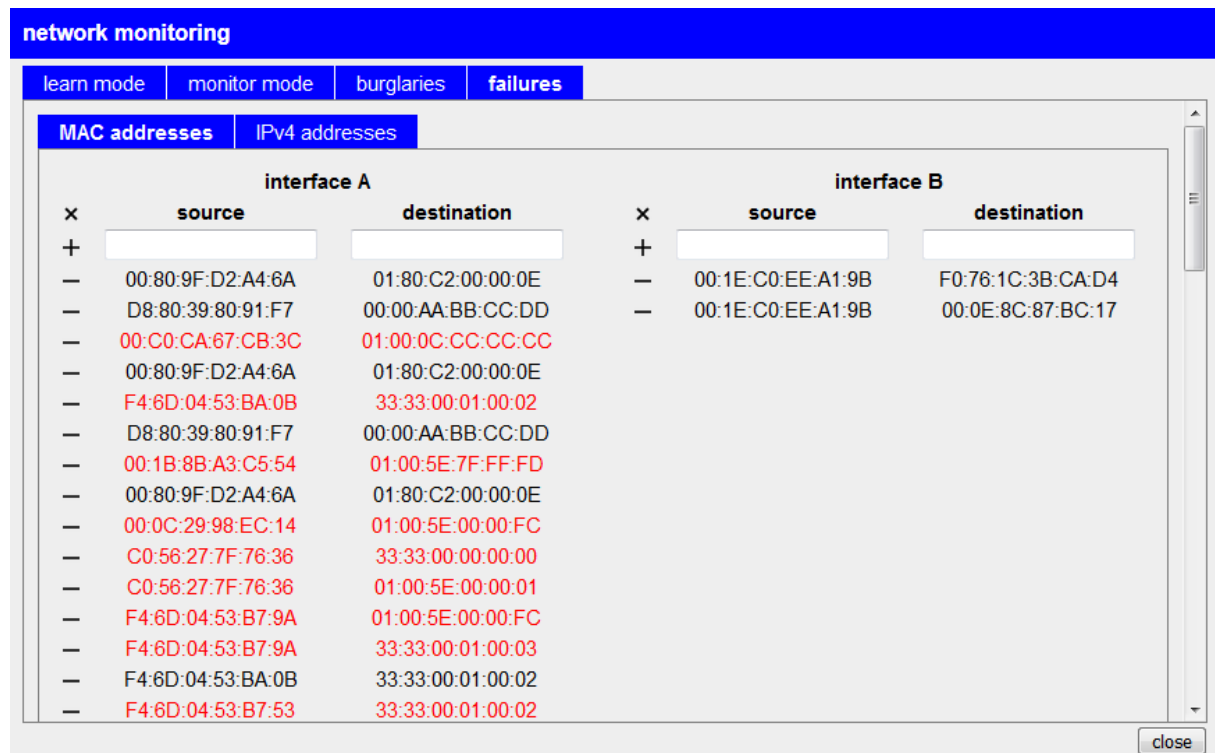 network monitoring
learn mode monitor mode burglaries failures
MAC addresses IPv4 addresses
interface A interface B
× source destination × source destination
+ +
— 00:80:9F:D2:A4:6A 01:80:C2:00:00:0E — 00:1E:C0:EE:A1:9B F0:76:1C:3B:CA:D4
— D8:80:39:80:91:F7 00:00:AA:BB:CC:DD — 00:1E:C0:EE:A1:9B 00:0E:8C:87:BC:17
— 00:C0:CA:67:CB:3C 01:00:0C:CC:CC:CC
— 00:80:9F:D2:A4:6A 01:80:C2:00:00:0E
— F4:6D:04:53:BA:0B 33:33:00:01:00:02
— D8:80:39:80:91:F7 00:00:AA:BB:CC:DD
— 00:1B:8B:A3:C5:54 01:00:5E:7F:FF:FD
— 00:80:9F:D2:A4:6A 01:80:C2:00:00:0E
— 00:0C:29:98:EC:14 01:00:5E:00:00:FC
— C0:56:27:7F:76:36 33:33:00:00:00:00
— C0:56:27:7F:76:36 01:00:5E:00:00:01
— F4:6D:04:53:B7:9A 01:00:5E:00:00:FC
— F4:6D:04:53:B7:9A 33:33:00:01:00:03
— F4:6D:04:53:BA:0B 33:33:00:01:00:02
— F4:6D:04:53:B7:53 33:33:00:01:00:02
close